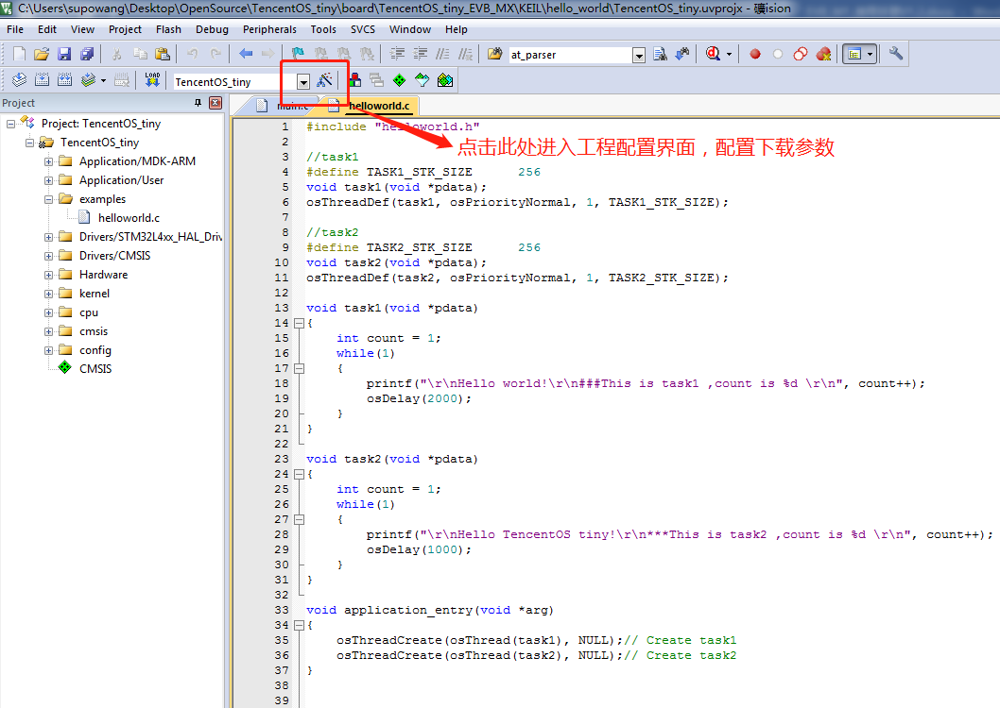 C:\Users\supowang\Desktop\OpenSource\TencentOS_tiny\board\TencentOS_tiny_EVB_MX\KEIL\hello_world\TencentOS_tiny.uvprojx - 礦ision
File Edit View Project Flash Debug Peripherals Tools SVCS Window Help
at_parser
LOAD TencentOS_tiny
Project
main.c helloworld.c
点击此处进入工程配置界面，配置下载参数
Project: TencentOS_tiny
TencentOS_tiny
Application/MDK-ARM
Application/User
examples
helloworld.c
Drivers/STM32L4xx_HAL_Driv
Drivers/CMSIS
Hardware
kernel
cpu
cmsis
config
CMSIS
1 #include "helloworld.h"
2
3 //task1
4 #define TASK1_STK_SIZE 256
5 void task1(void *pdata);
6 osThreadDef(task1, osPriorityNormal, 1, TASK1_STK_SIZE);
7
8 //task2
9 #define TASK2_STK_SIZE 256
10 void task2(void *pdata);
11 osThreadDef(task2, osPriorityNormal, 1, TASK2_STK_SIZE);
12
13 void task1(void *pdata)
14 {
15 int count = 1;
16 while(1)
17 {
18 printf("\r\nHello world!\r\n###This is task1 ,count is %d \r\n", count++);
19 osDelay(2000);
20 }
21 }
22
23 void task2(void *pdata)
24 {
25 int count = 1;
26 while(1)
27 {
28 printf("\r\nHello TencentOS tiny!\r\n***This is task2 ,count is %d \r\n", count++);
29 osDelay(1000);
30 }
31 }
32
33 void application_entry(void *arg)
34 {
35 osThreadCreate(osThread(task1), NULL);// Create task1
36 osThreadCreate(osThread(task2), NULL);// Create task2
37 }
38
39